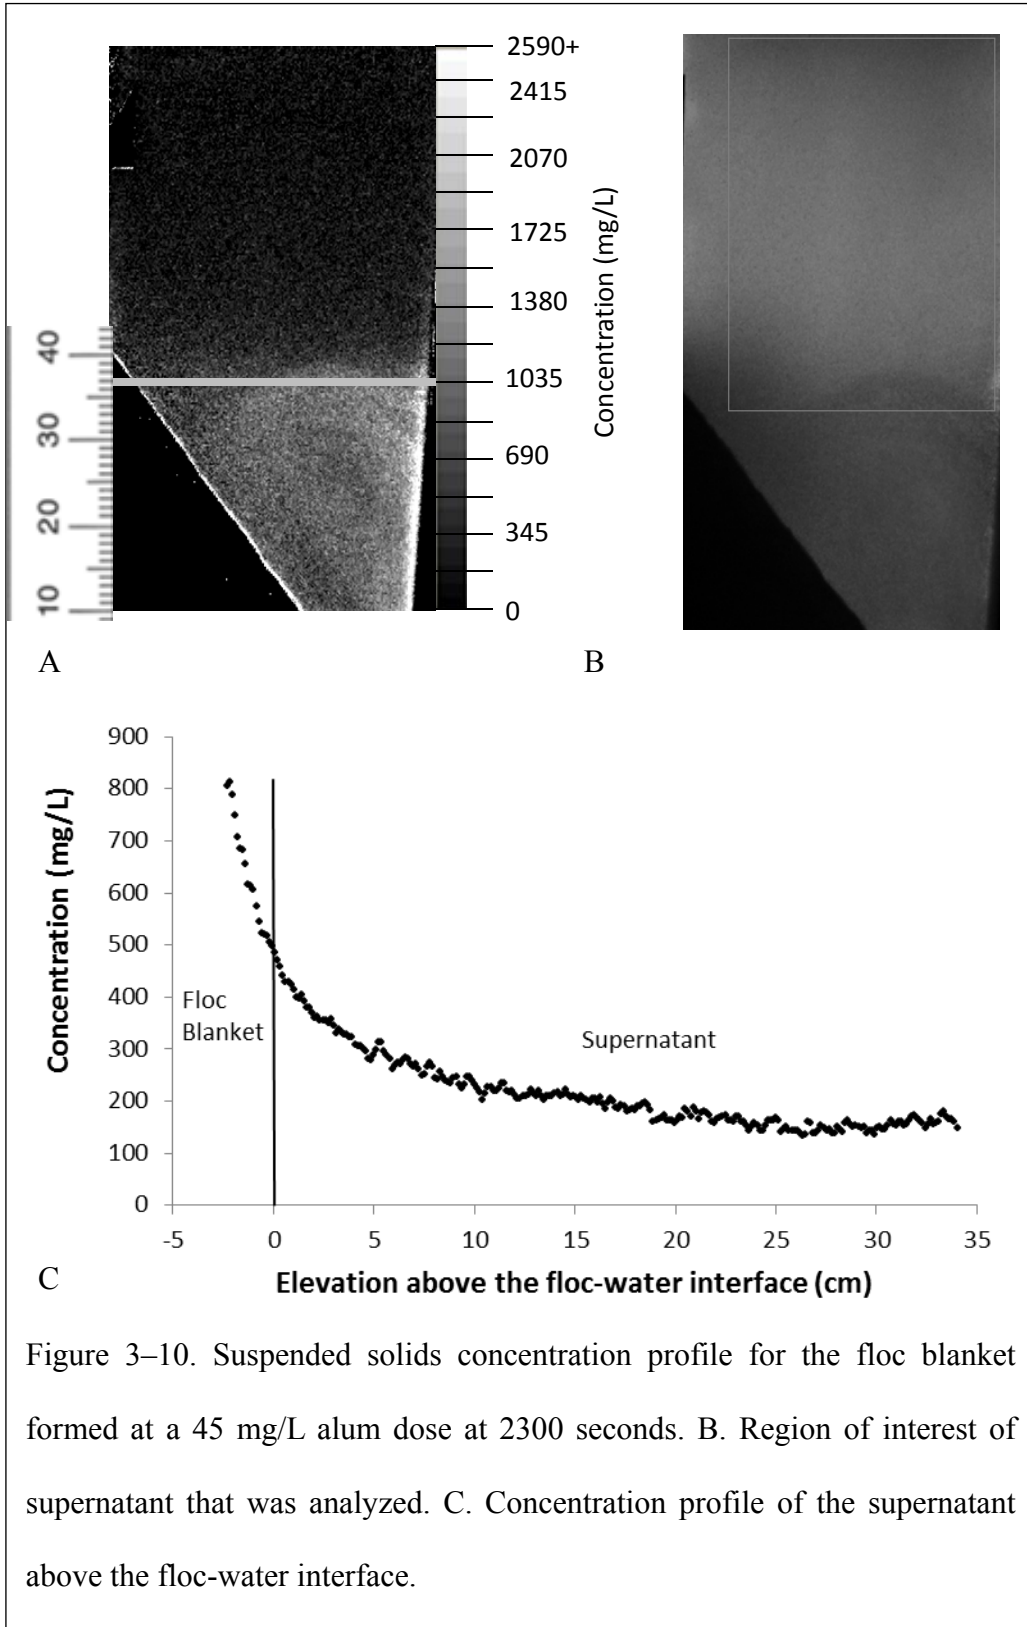 2590+
2415
2070
1725
1380
1035
690
345
0
Concentration (mg/L)
40
30
20
10
A
B
900
800
700
600
500
400
300
200
100
0
Concentration (mg/L)
Floc
Blanket
Supernatant
-5 0 5 10 15 20 25 30 35
C
Elevation above the floc-water interface (cm)
Figure 3–10. Suspended solids concentration profile for the floc blanket
formed at a 45 mg/L alum dose at 2300 seconds. B. Region of interest of
supernatant that was analyzed. C. Concentration profile of the supernatant
above the floc-water interface.